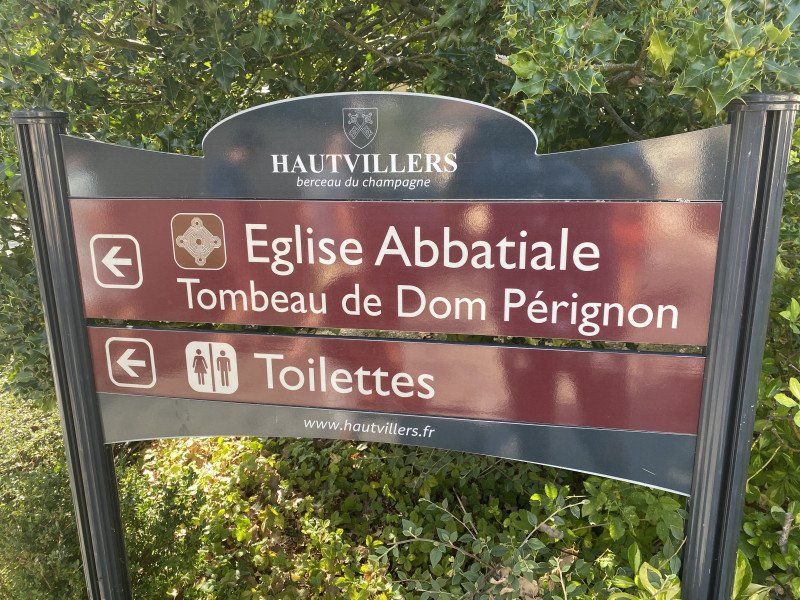 HAUTVILLERS
berceau du champagne
Eglise Abbatiale
Tombeau de Dom Pérignon
Toilettes
www.hautvillers.fr